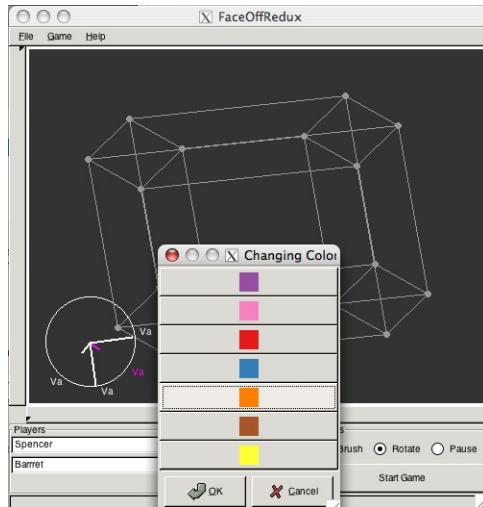 FaceOffRedux
File Game Help
Changing Color
Va
Va
Va
Va
Players
Spencer
Barrret
Brush Rotate Pause
Start Game
OK Cancel